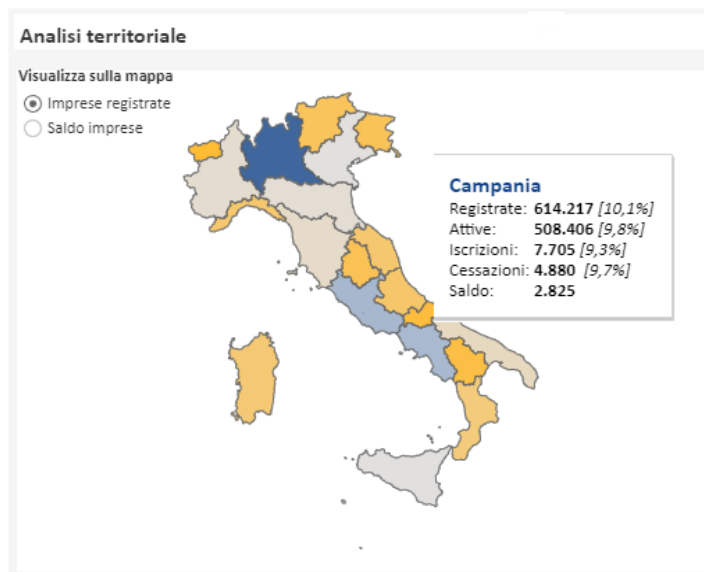 Analisi territoriale
Visualizza sulla mappa
Imprese registrate
Saldo imprese
Campania
Registrate: 614.217 [10,1%]
Attive: 508.406 [9,8%]
Iscrizioni: 7.705 [9,3%]
Cessazioni: 4.880 [9,7%]
Saldo: 2.825